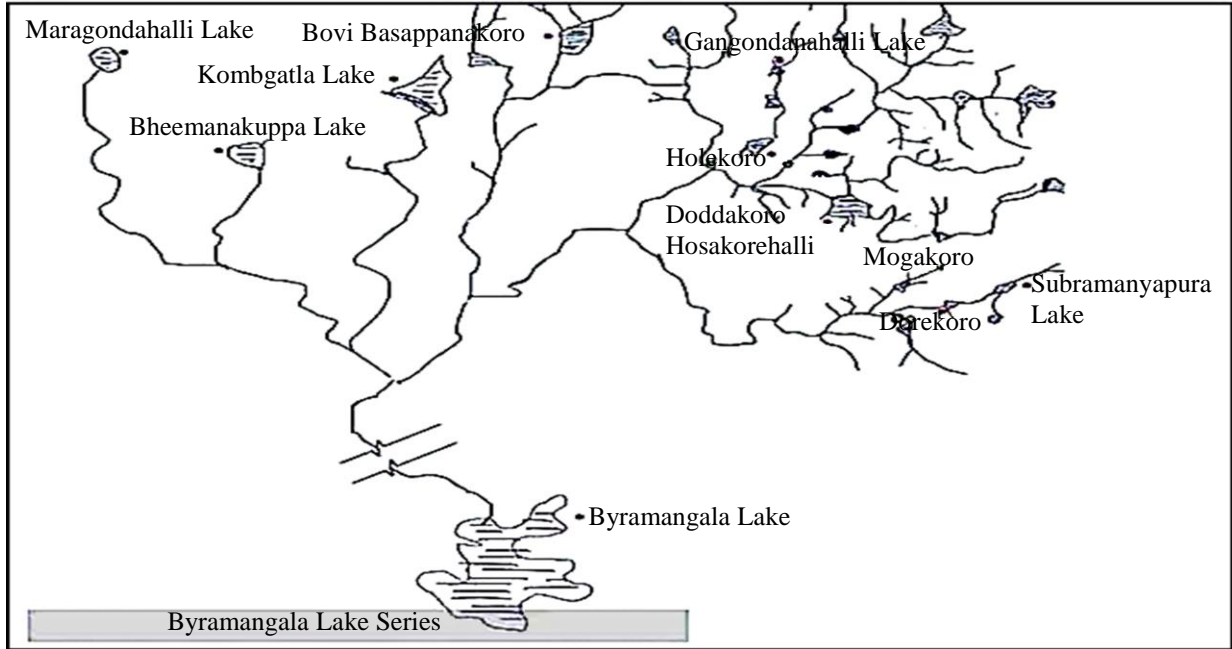 Maragondahalli Lake
Bovi Basappanakoro
Gangondanahalli Lake
Kombgatla Lake
Bheemanakuppa Lake
Holekoro
Doddakoro
Hosakorehalli
Mogakoro
Subramanyapura
Lake
Dorekoro
Byramangala Lake
Byramangala Lake Series